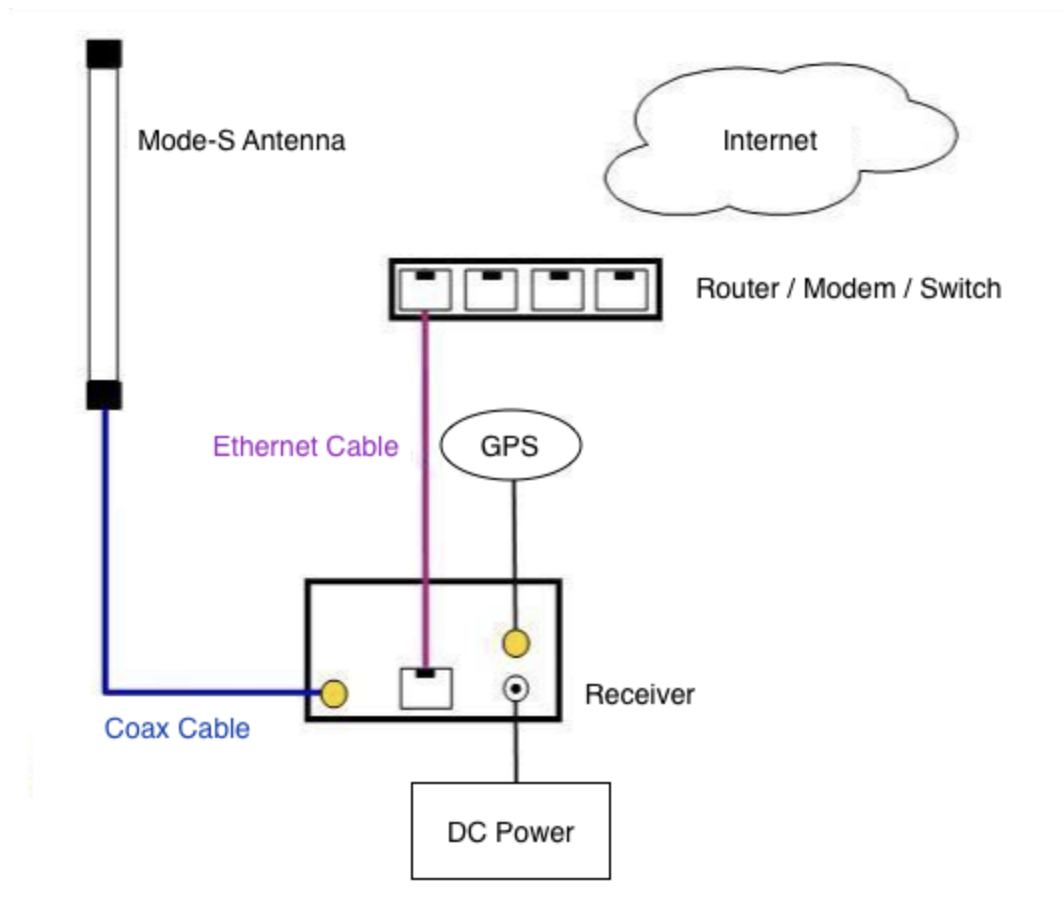 Mode-S Antenna
Internet
Router / Modem / Switch
Ethernet Cable
GPS
Receiver
Coax Cable
DC Power